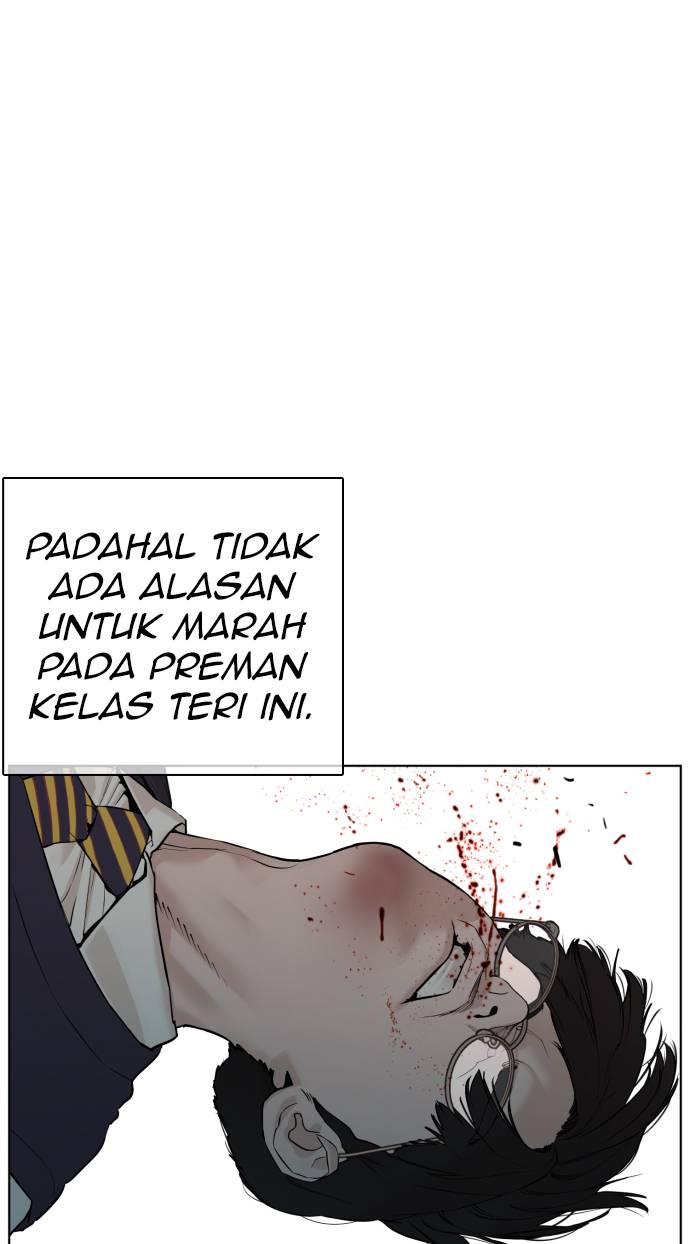 PADAHAL TIDAK
ADA ALASAN
UNTUK MARAH
PADA PREMAN
KELAS TERI INI.